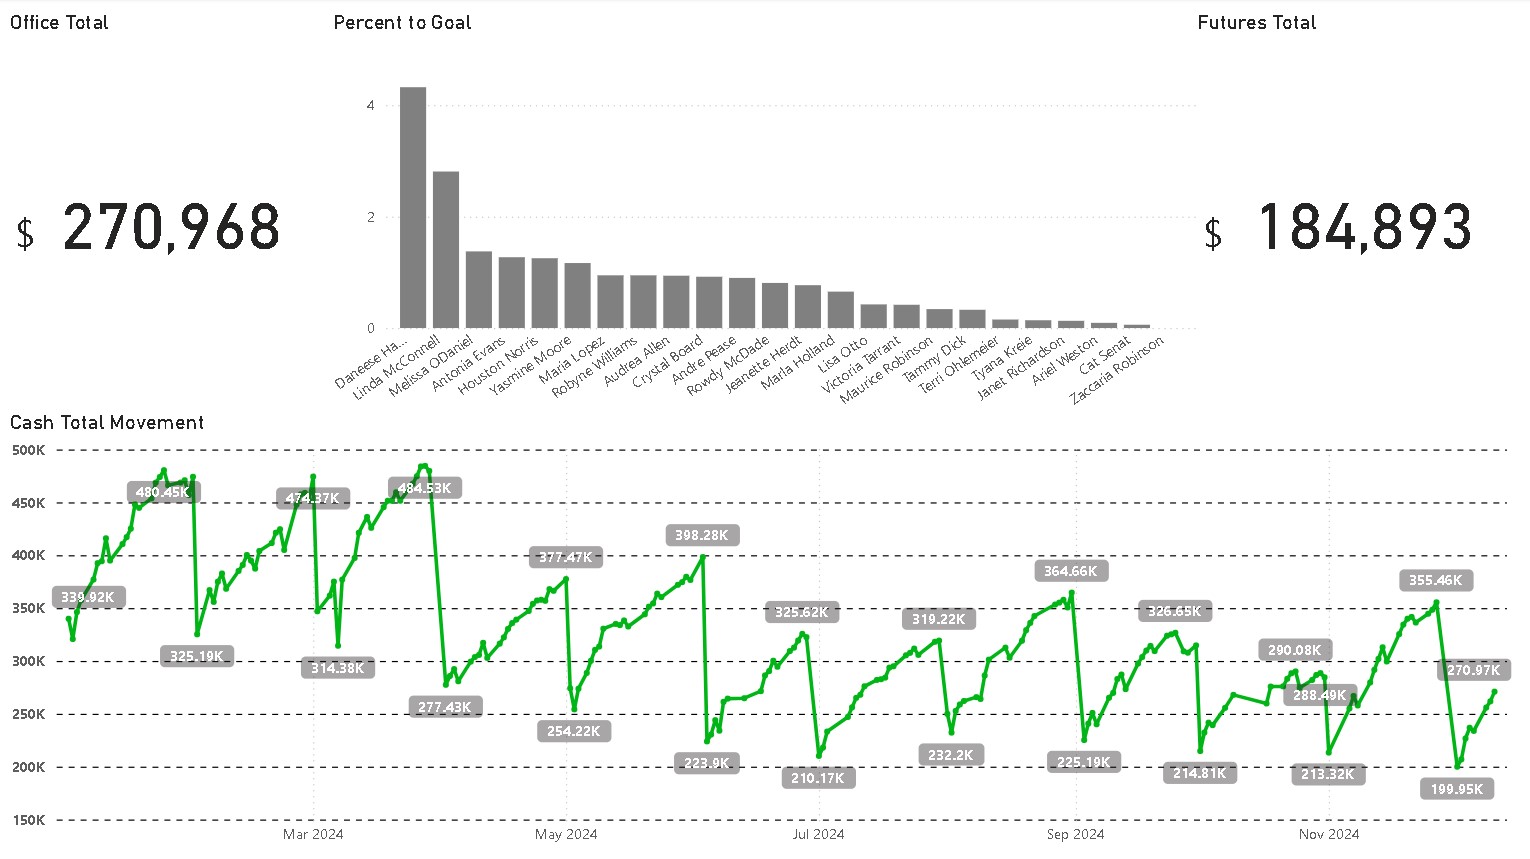 Office Total
Percent to Goal
Futures Total
$ 270,968
4
2
0
Daneese Ha...
Linda McConnell
Melissa ODaniel
Antonia Evans
Houston Norris
Yasmine Moore
Maria Lopez
Robyne Williams
Audrea Allen
Crystal Board
Andre Pease
Rowdy McDade
Jeanette Herdt
Marla Holland
Lisa Otto
Victoria Tarrant
Maurice Robinson
Tammy Dick
Terri Ohlemeier
Tyana Kreie
Janet Richardson
Ariel Weston
Cat Senat
Zaccaria Robinson
$ 184,893
Cash Total Movement
500K
450K
400K
350K
300K
250K
200K
150K
339.92K
480.45K
325.19K
474.37K
314.38K
484.53K
277.43K
377.47K
254.22K
398.28K
223.9K
325.62K
210.17K
319.22K
232.2K
364.66K
225.19K
326.65K
214.81K
290.08K
288.49K
213.32K
355.46K
199.95K
270.97K
Mar 2024
May 2024
Jul 2024
Sep 2024
Nov 2024